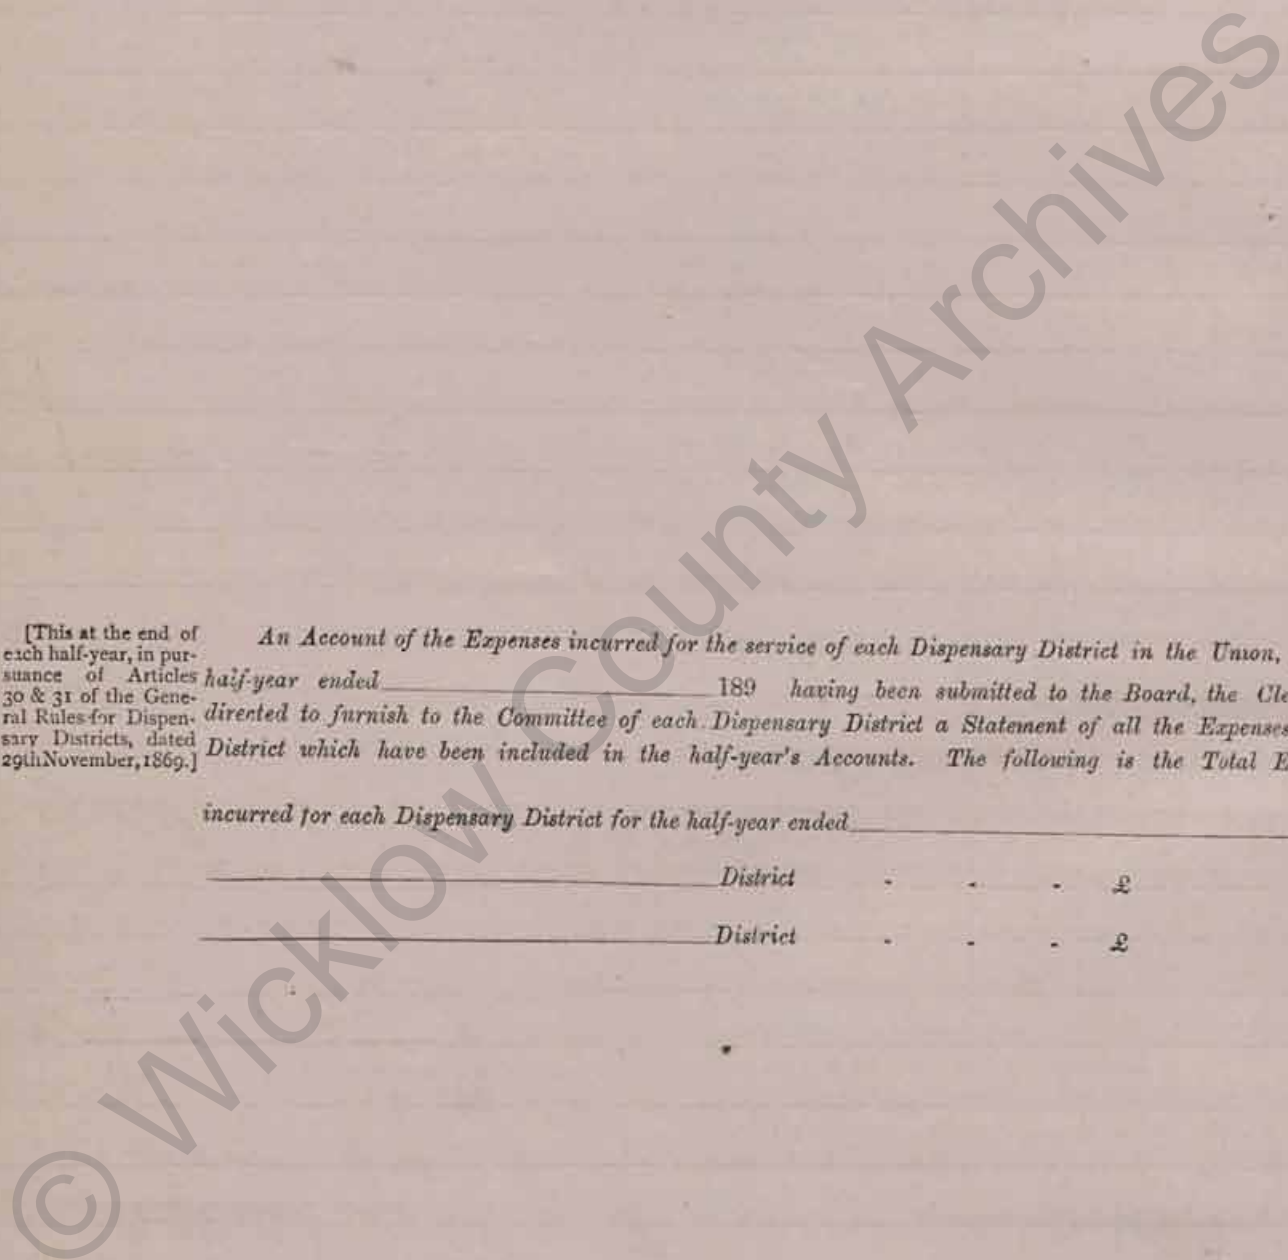 [This at the end of
each half-year, in pur-
suance of Articles
30 & 31 of the Gene-
ral Rules for Dispen-
sary Districts, dated
29th November, 1869.]
An Account of the Expenses incurred for the service of each Dispensary District in the Union,
half-year ended 189 having been submitted to the Board, the Cle
directed to furnish to the Committee of each Dispensary District a Statement of all the Expenses
District which have been included in the half-year's Accounts. The following is the Total E
incurred for each Dispensary District for the half-year ended
District - - - £
District - - - £
© Wicklow County Archives